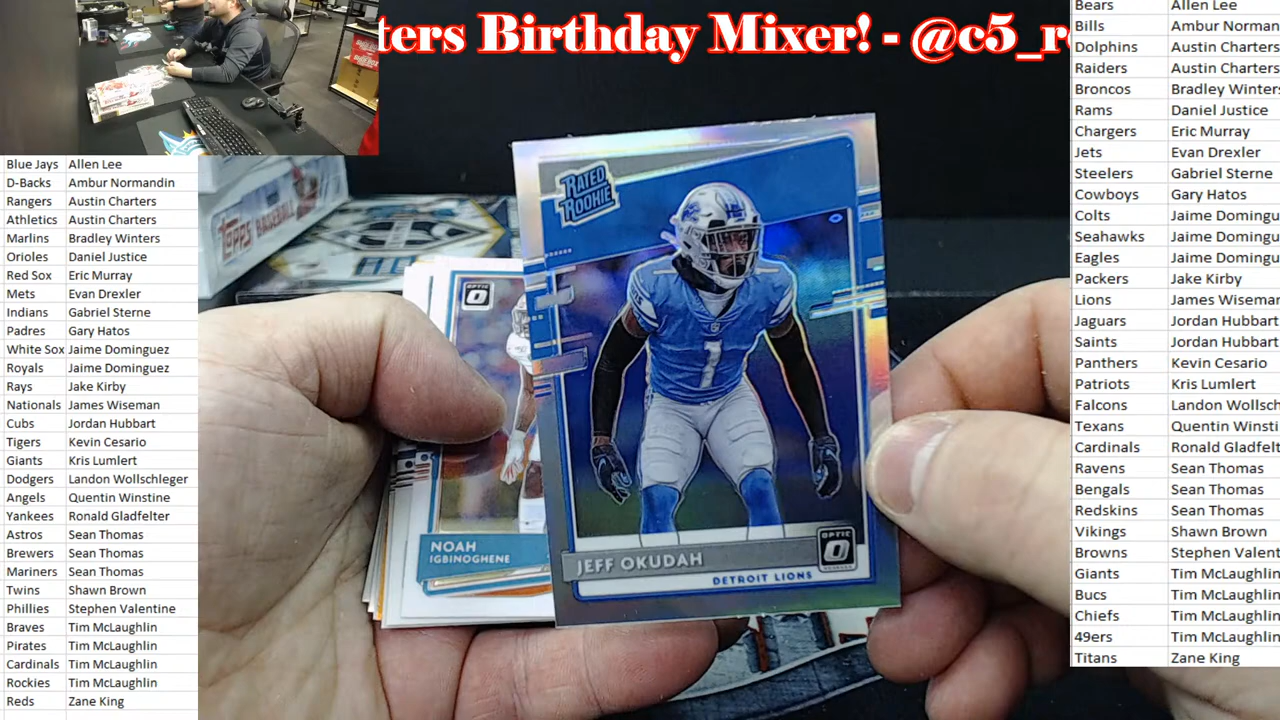 ters Birthday Mixer! - @c5_r
Blue Jays Allen Lee
D-Backs Ambur Normandin
Rangers Austin Charters
Athletics Austin Charters
Marlins Bradley Winters
Orioles Daniel Justice
Red Sox Eric Murray
Mets Evan Drexler
Indians Gabriel Sterne
Padres Gary Hatos
White Sox Jaime Dominguez
Royals Jaime Dominguez
Rays Jake Kirby
Nationals James Wiseman
Cubs Jordan Hubbart
Tigers Kevin Cesario
Giants Kris Lumlert
Dodgers Landon Wollschleger
Angels Quentin Winstine
Yankees Ronald Gladfelter
Astros Sean Thomas
Brewers Sean Thomas
Mariners Sean Thomas
Twins Shawn Brown
Phillies Stephen Valentine
Braves Tim McLaughlin
Pirates Tim McLaughlin
Cardinals Tim McLaughlin
Rockies Tim McLaughlin
Reds Zane King
TOPPS BASEBALL
RATED
ROOKIE
1
JEFF OKUDAH
DETROIT LIONS
OPTIC
OPTIC
NOAH
IGBINOGHENE
Bears Allen Lee
Bills Ambur Norman
Dolphins Austin Charters
Raiders Austin Charters
Broncos Bradley Winters
Rams Daniel Justice
Chargers Eric Murray
Jets Evan Drexler
Steelers Gabriel Sterne
Cowboys Gary Hatos
Colts Jaime Domingu
Seahawks Jaime Domingu
Eagles Jaime Domingu
Packers Jake Kirby
Lions James Wiseman
Jaguars Jordan Hubbart
Saints Jordan Hubbart
Panthers Kevin Cesario
Patriots Kris Lumlert
Falcons Landon Wollsch
Texans Quentin Winsti
Cardinals Ronald Gladfelt
Ravens Sean Thomas
Bengals Sean Thomas
Redskins Sean Thomas
Vikings Shawn Brown
Browns Stephen Valent
Giants Tim McLaughlin
Bucs Tim McLaughlin
Chiefs Tim McLaughlin
49ers Tim McLaughlin
Titans Zane King